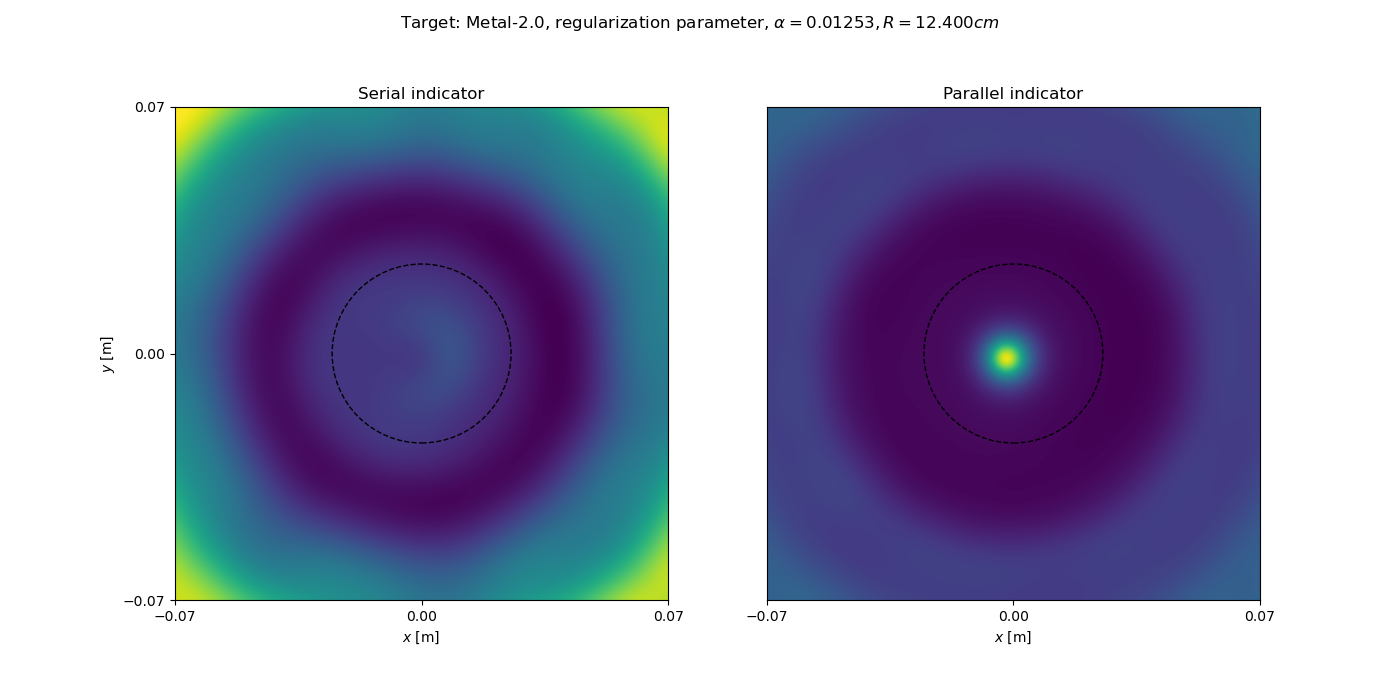 Target: Metal-2.0, regularization parameter, α = 0.01253, R = 12.400cm
Serial indicator
Parallel indicator
0.07
0.00
−0.07
y [m]
−0.07 0.00 0.07
x [m]
−0.07 0.00 0.07
x [m]